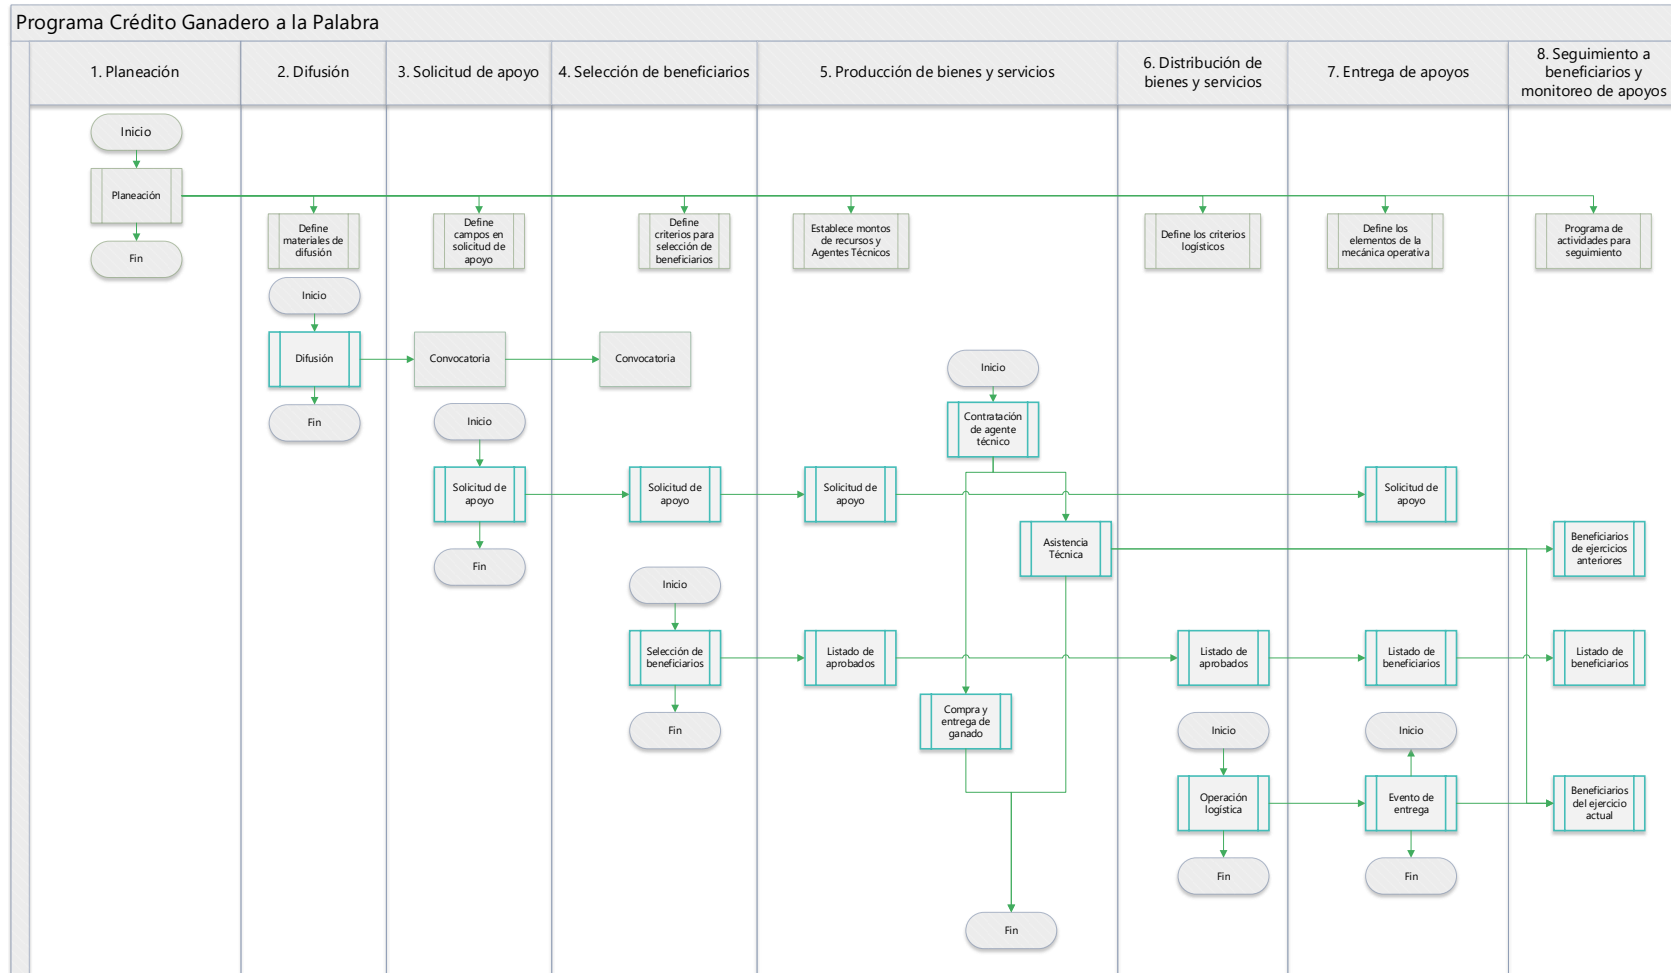 Programa Crédito Ganadero a la Palabra
1. Planeación
2. Difusión
3. Solicitud de apoyo
4. Selección de beneficiarios
5. Producción de bienes y servicios
6. Distribución de
bienes y servicios
7. Entrega de apoyos
8. Seguimiento a
beneficiarios y
monitoreo de apoyos
Inicio
Planeación
Fin
Define
materiales de
difusión
Define
campos en
solicitud de
apoyo
Define
criterios para
selección de
beneficiarios
Establece montos
de recursos y
Agentes Técnicos
Define los criterios
logísticos
Define los
elementos de la
mecánica operativa
Programa de
actividades para
seguimiento
Inicio
Difusión
Fin
Convocatoria
Convocatoria
Inicio
Contratación
de agente
técnico
Inicio
Solicitud de
apoyo
Fin
Solicitud de
apoyo
Solicitud de
apoyo
Solicitud de
apoyo
Asistencia
Técnica
Beneficiarios
de ejercicios
anteriores
Inicio
Selección de
beneficiarios
Fin
Listado de
aprobados
Listado de
aprobados
Listado de
beneficiarios
Listado de
beneficiarios
Compra y
entrega de
ganado
Inicio
Operación
logística
Fin
Inicio
Evento de
entrega
Fin
Beneficiarios
del ejercicio
actual
Fin